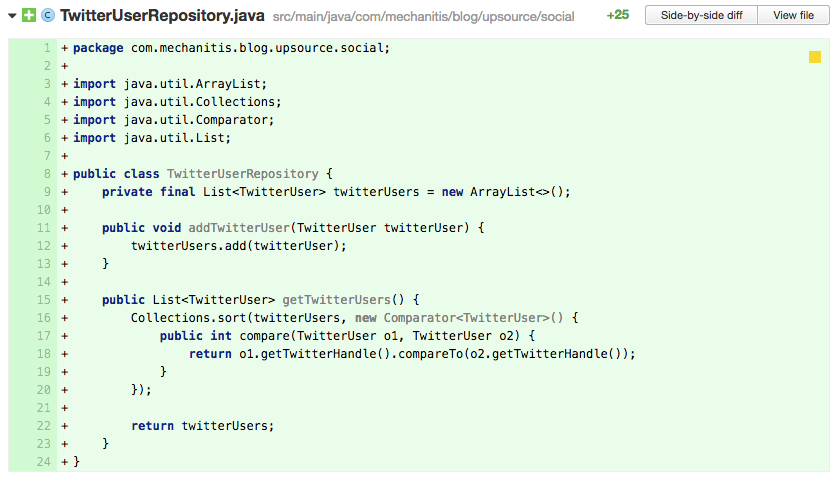 TwitterUserRepository.java src/main/java/com/mechanitis/blog/upsource/social +25 Side-by-side diff View file
1 + package com.mechanitis.blog.upsource.social;
2 +
3 + import java.util.ArrayList;
4 + import java.util.Collections;
5 + import java.util.Comparator;
6 + import java.util.List;
7 +
8 + public class TwitterUserRepository {
9 +     private final List<TwitterUser> twitterUsers = new ArrayList<>();
10 +
11 +     public void addTwitterUser(TwitterUser twitterUser) {
12 +         twitterUsers.add(twitterUser);
13 +     }
14 +
15 +     public List<TwitterUser> getTwitterUsers() {
16 +         Collections.sort(twitterUsers, new Comparator<TwitterUser>() {
17 +             public int compare(TwitterUser o1, TwitterUser o2) {
18 +                 return o1.getTwitterHandle().compareTo(o2.getTwitterHandle());
19 +             }
20 +         });
21 +
22 +         return twitterUsers;
23 +     }
24 + }